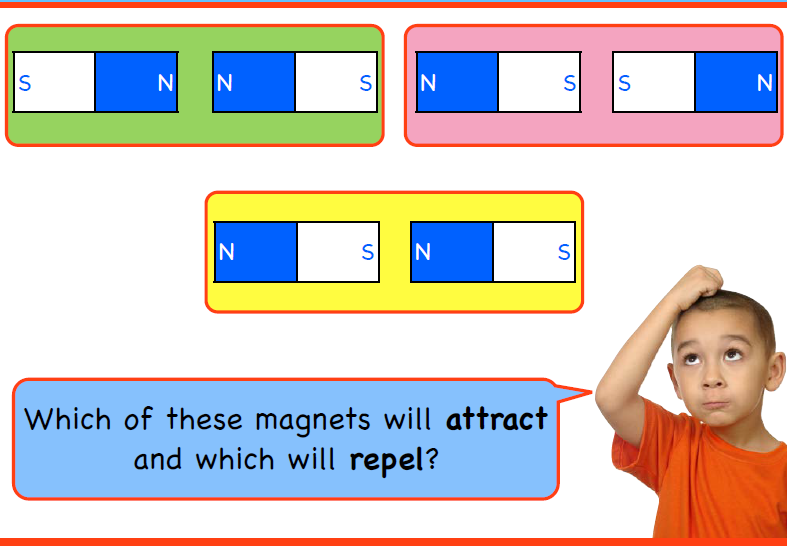 S N N S
N S S N
N S N S
Which of these magnets will attract
and which will repel?